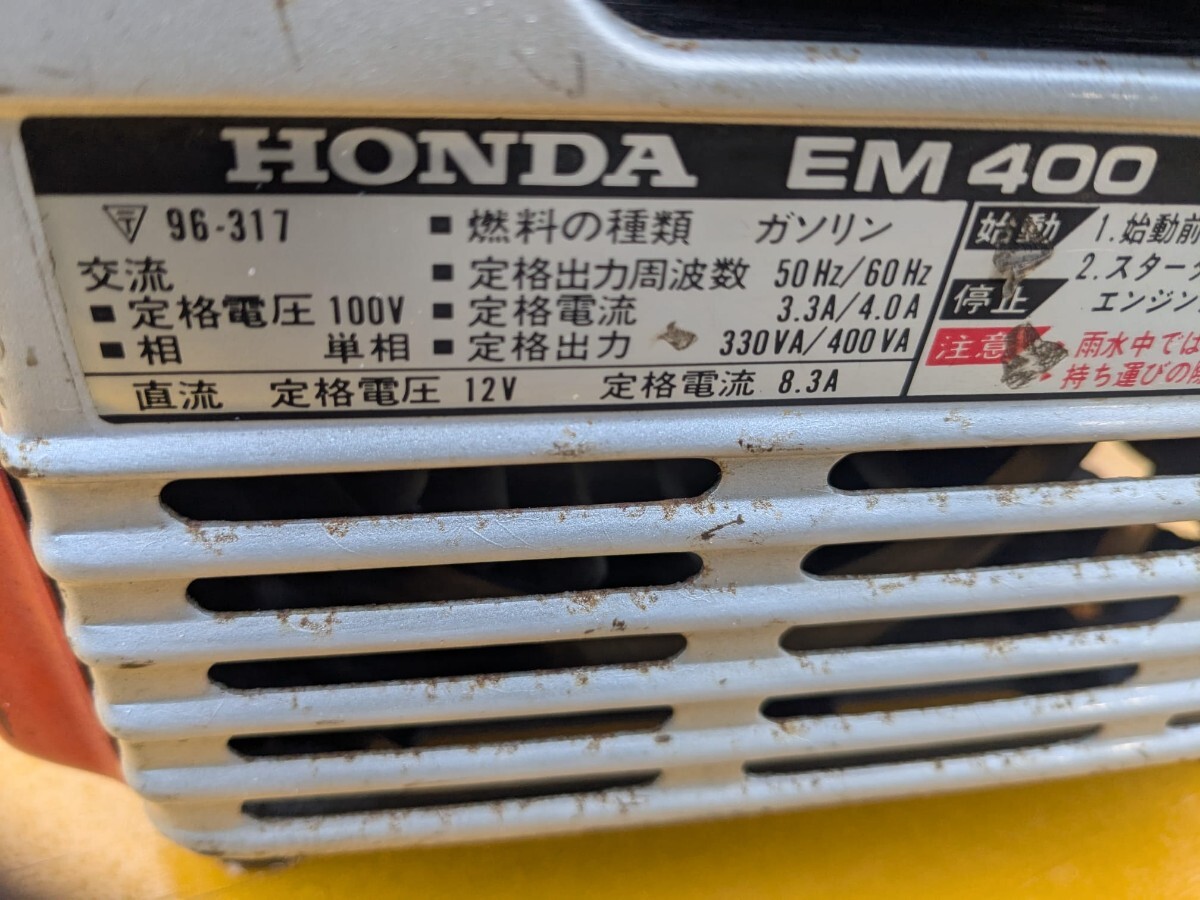 HONDA EM400
〒 96-317
交流
■ 定格電圧 100V
■ 相 単相
■ 燃料の種類 ガソリン
■ 定格出力周波数 50Hz/60Hz
■ 定格電流 3.3A/4.0A
■ 定格出力 330VA/400VA
直流 定格電圧 12V 定格電流 8.3A
始動
1.始動前
2.スター
エンジン
停止
注意
雨水中では
・持ち運びの